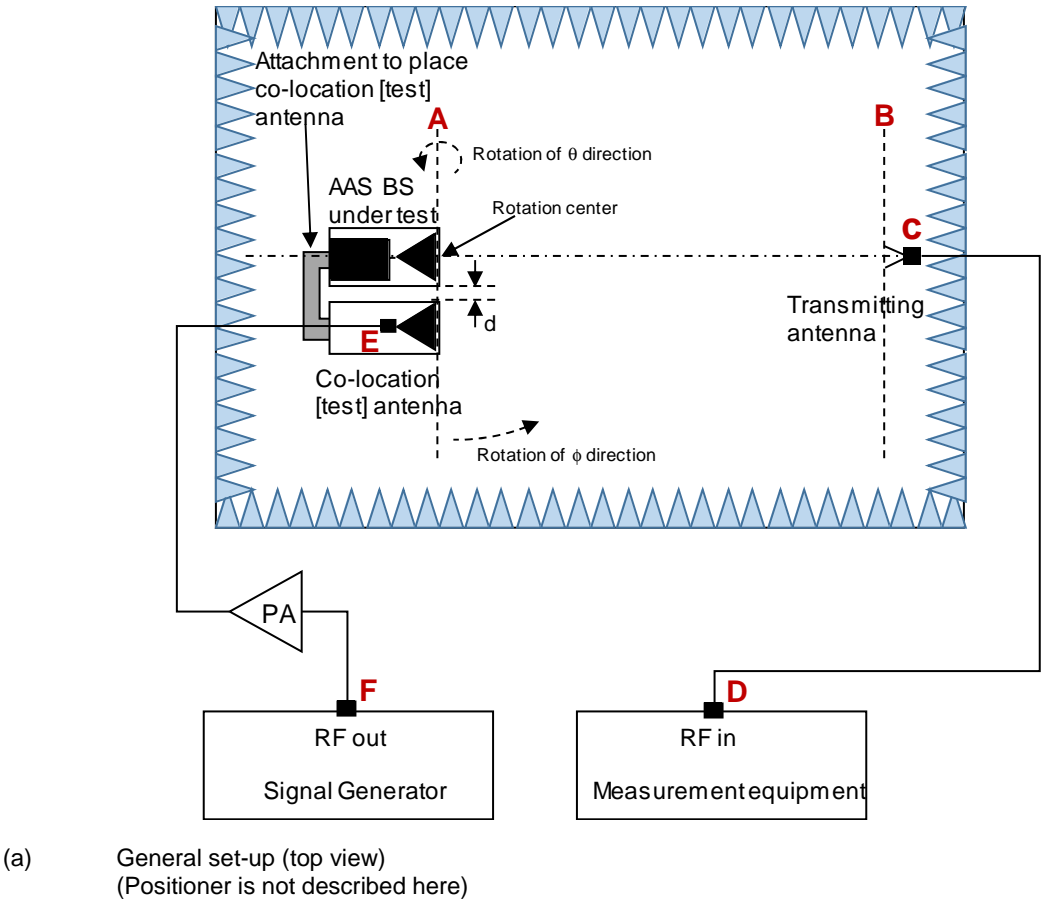 Attachment to place
co-location [test]
antenna
A
B
Rotation of θ direction
AAS BS
under test
Rotation center
C
d
Transmitting
antenna
E
Co-location
[test] antenna
Rotation of ϕ direction
PA
F
D
RF out
RF in
Signal Generator
Measurement equipment
(a) General set-up (top view)
(Positioner is not described here)